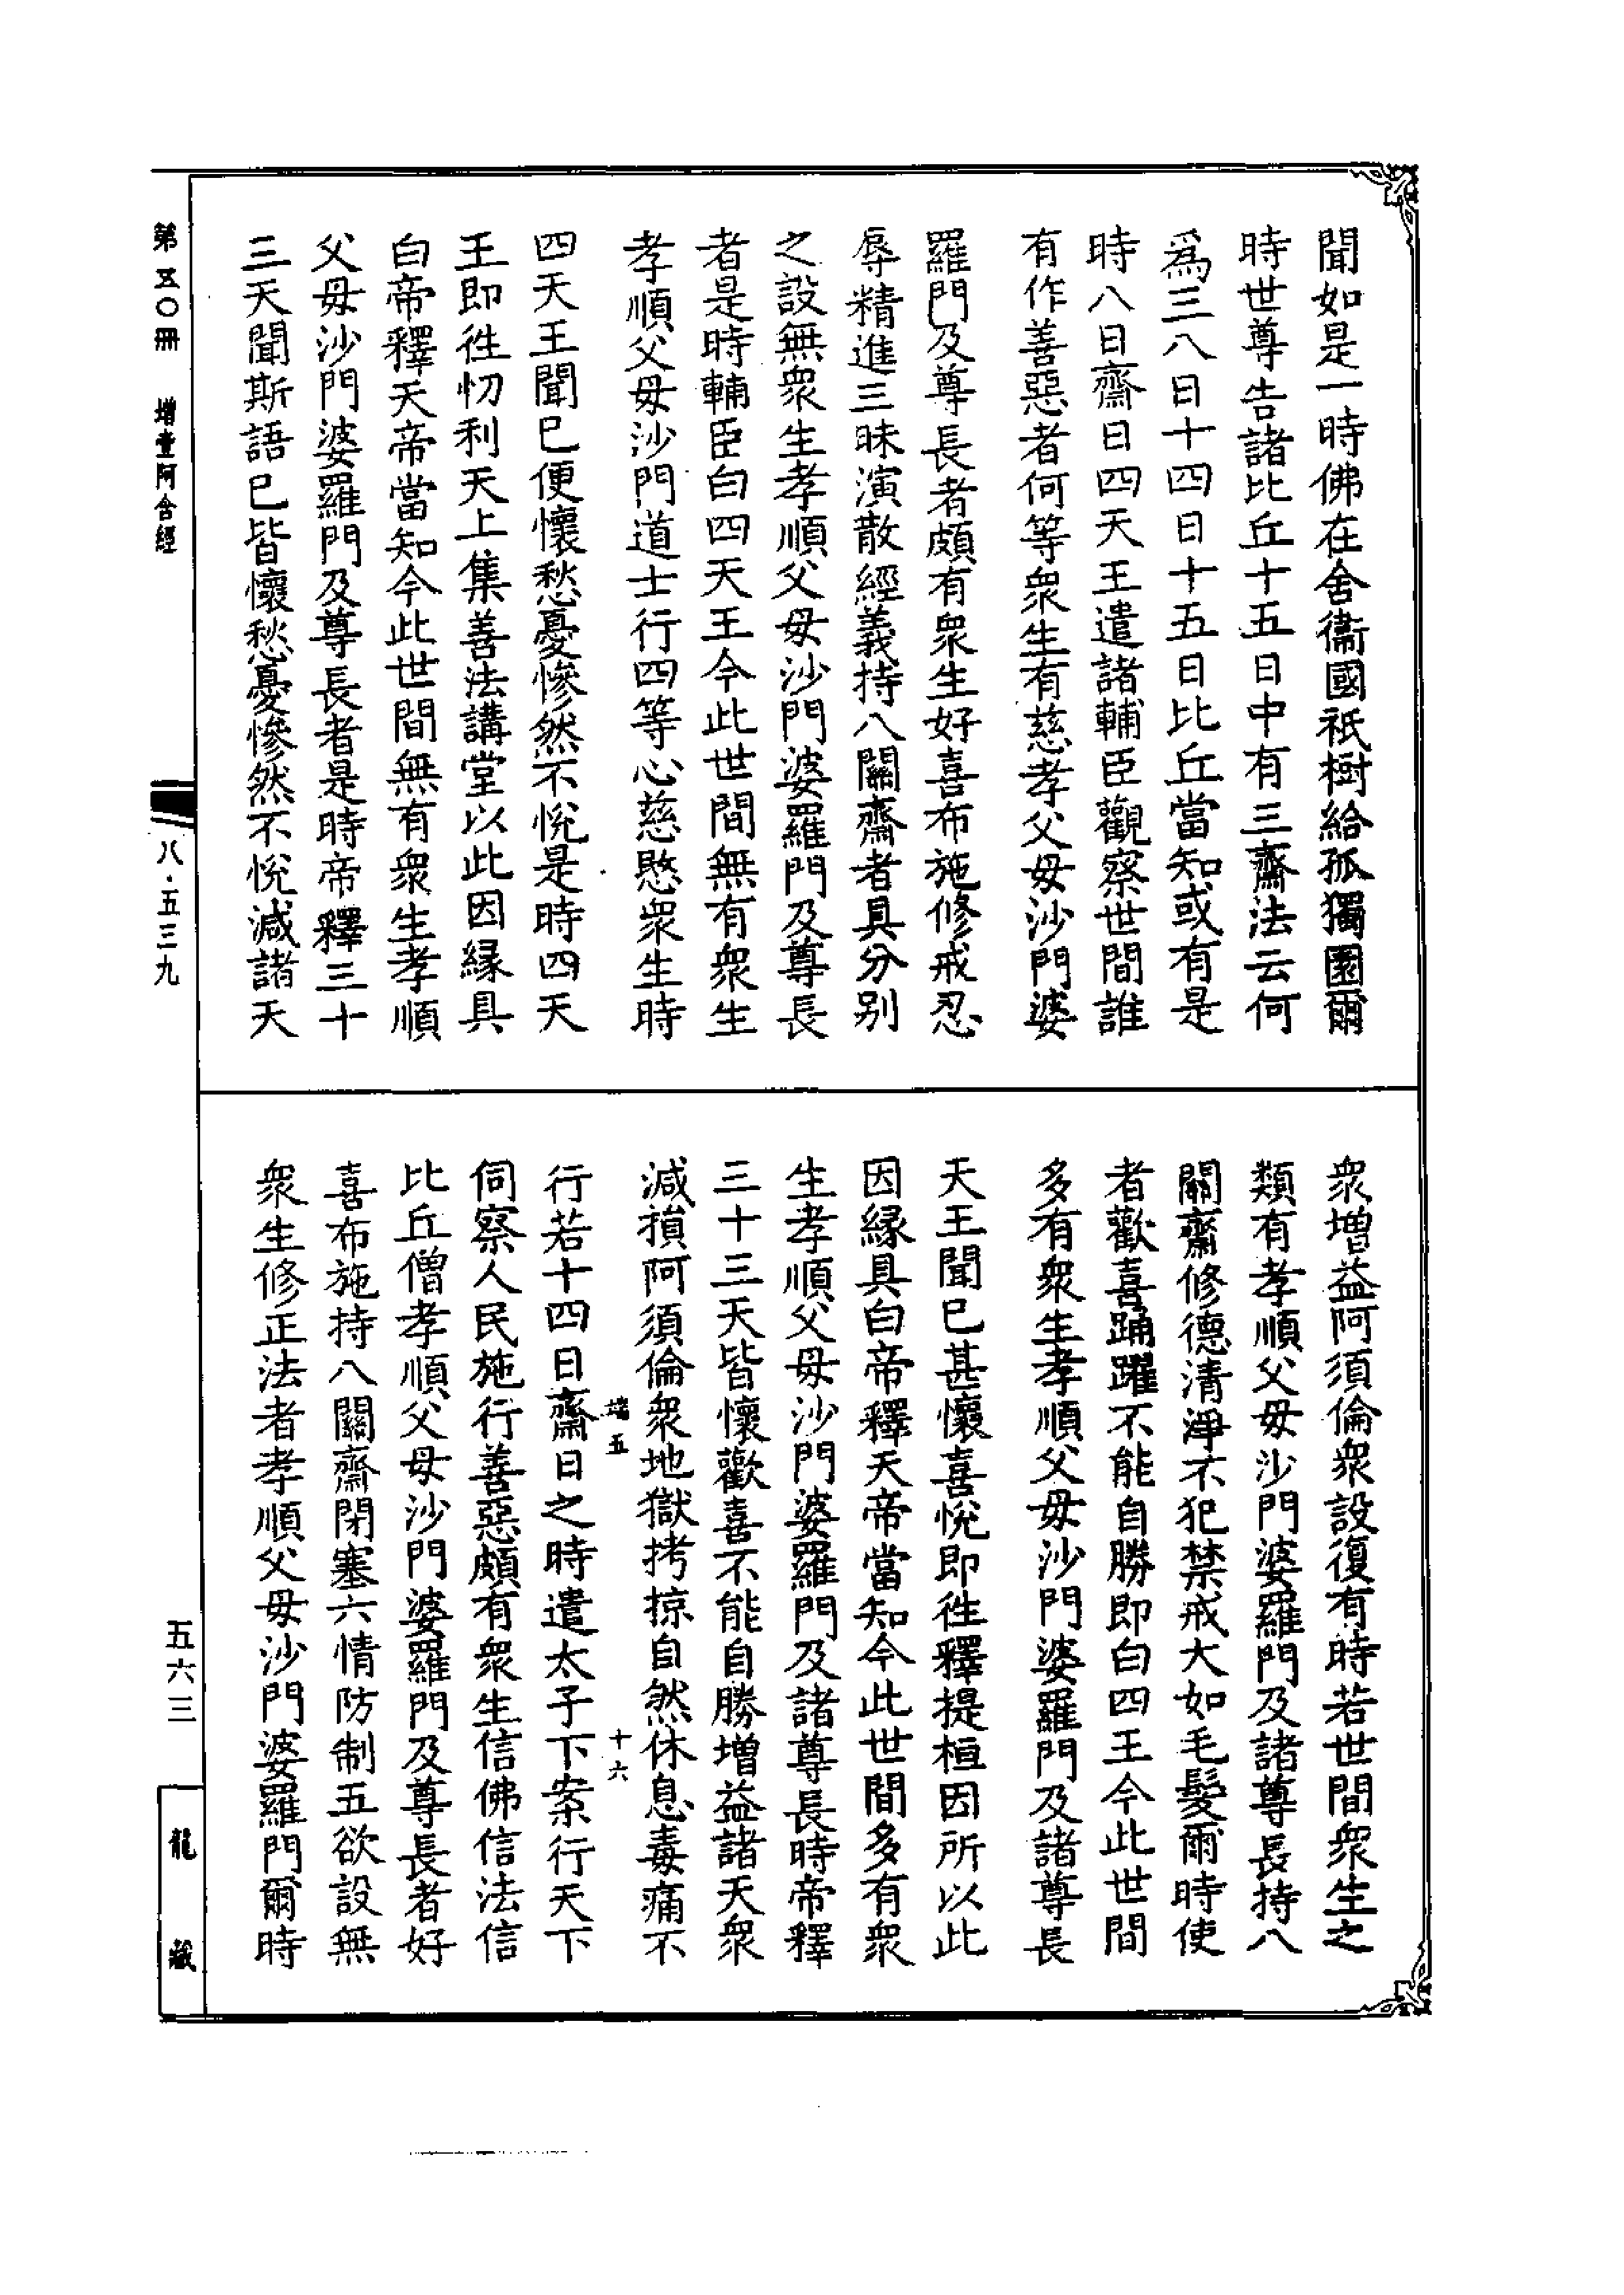 聞如是一時佛在舍衞國祇樹給孤獨園爾
時世尊告諸比丘十五日中有三齋法云何
爲三八日十四日十五日比丘當知或有是
時八日齋日四天王遣諸輔臣觀察世間誰
有作善惡者何等衆生有慈孝父母沙門婆
羅門及尊長者頗有衆生好喜布施修戒忍
辱精進三昧演散經義持八關齋者具分别
之設無衆生孝順父母沙門婆羅門及尊長
者是時輔臣白四天王今此世間無有衆生
孝順父母沙門道士行四等心慈愍衆生時
四天王聞已便懷愁憂慘然不悅是時四天
王即徃忉利天上集善法講堂以此因緣具
白帝釋天帝當知今此世間無有衆生孝順
父母沙門婆羅門及尊長者是時帝釋三十
三天聞斯語已皆懷愁憂慘然不悅減諸天
衆增益阿須倫衆設復有時若世間衆生之
類有孝順父母沙門婆羅門及諸尊長持八
關齋修德清淨不犯禁戒大如毛髮爾時使
者歡喜踊躍不能自勝即白四王今此世間
多有衆生孝順父母沙門婆羅門及諸尊長
天王聞已甚懷喜悅即徃釋提桓因所以此
因緣具白帝釋天帝當知今此世間多有衆
生孝順父母沙門婆羅門及諸尊長時帝釋
三十三天皆懷歡喜不能自勝增益諸天衆
減損阿須倫衆地獄拷掠自然休息毒痛不
端五 十六
行若十四日齋日之時遣太子下案行天下
伺察人民施行善惡頗有衆生信佛信法信
比丘僧孝順父母沙門婆羅門及尊長者好
喜布施持八關齋閉塞六情防制五欲設無
衆生修正法者孝順父母沙門婆羅門爾時
第五〇冊 增壹阿含經
八·五三九
五六三
龍藏